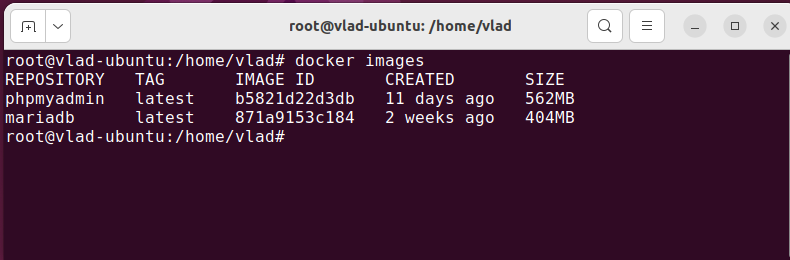 root@vlad-ubuntu: /home/vlad
root@vlad-ubuntu:/home/vlad# docker images
REPOSITORY   TAG       IMAGE ID       CREATED       SIZE
phpmyadmin   latest    b5821d22d3db   11 days ago   562MB
mariadb      latest    871a9153c184   2 weeks ago   404MB
root@vlad-ubuntu:/home/vlad#